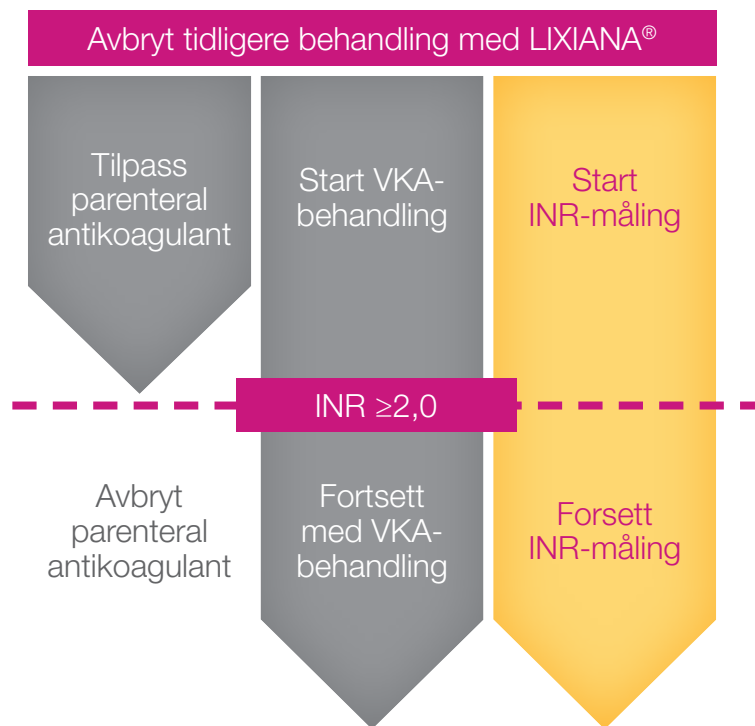 Avbryt tidligere behandling med LIXIANA®
Tilpass
parenteral
antikoagulant
Start VKA-
behandling
Start
INR-måling
INR ≥2,0
Avbryt
parenteral
antikoagulant
Fortsett
med VKA-
behandling
Forsett
INR-måling